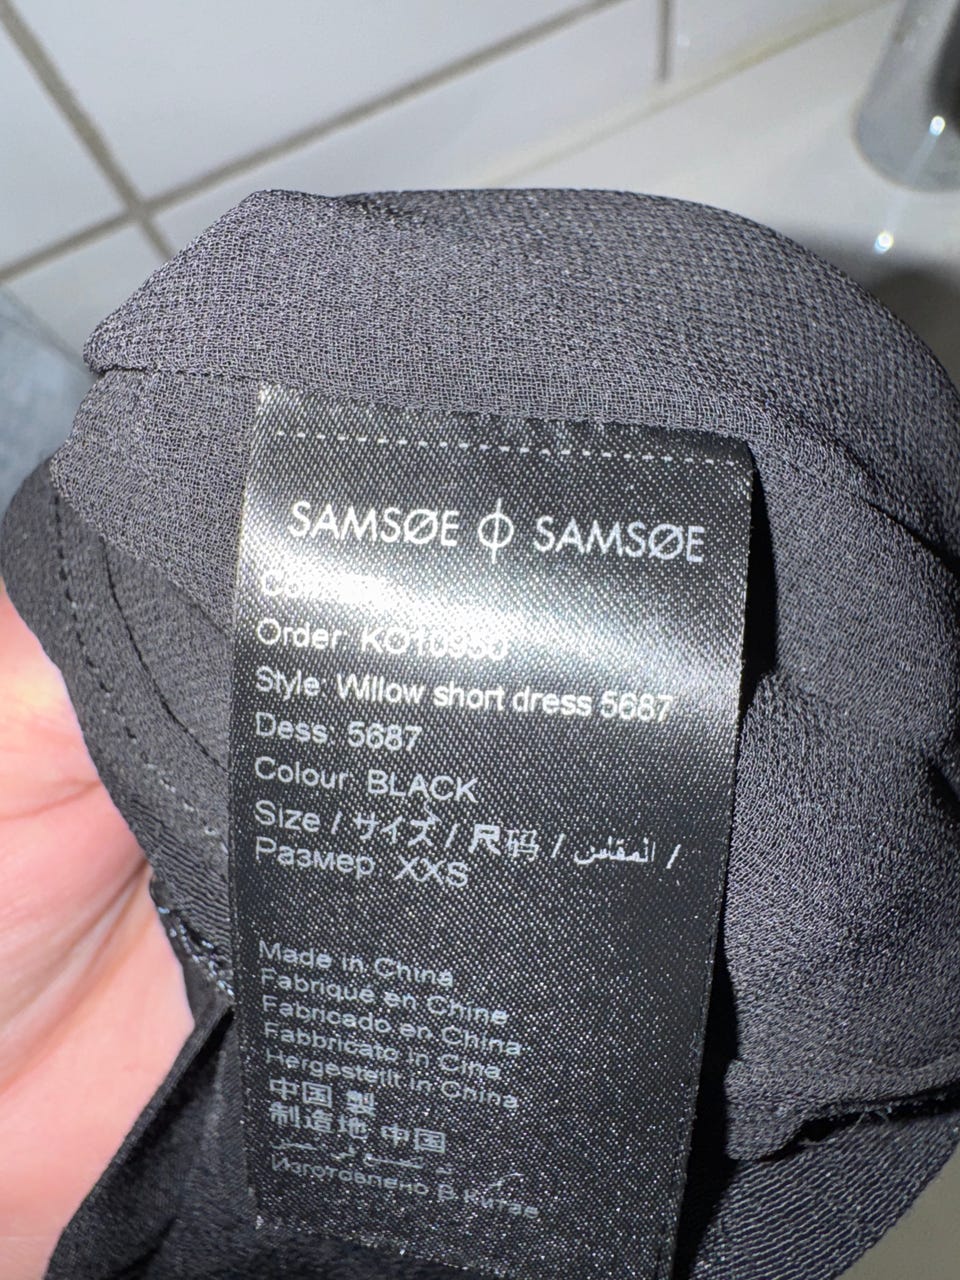 SAMSØE ɸ SAMSØE
Order: KO10950
Style: Willow short dress 5687
Dess: 5687
Colour: BLACK
Size / サイズ / 尺码 / المقاس /
Размер: XXS
Made in China
Fabriqué en Chine
Fabricado en China
Fabbricato in Cina
Hergestellt in China
中国 製
制造地 中国
Изготовлено в Китае